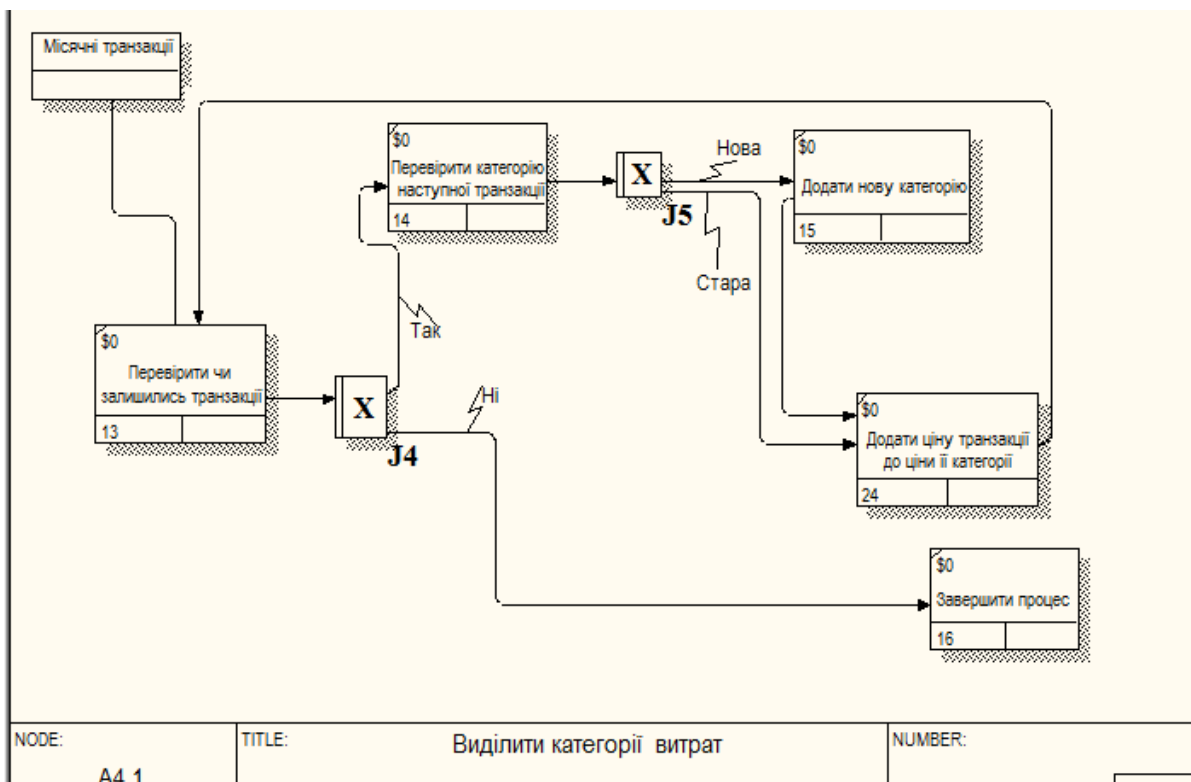 Місячні транзакції
$0
Перевірити категорію
наступної транзакції
14
X
J5
Нова
Стара
$0
Додати нову категорію
15
Так
$0
Перевірити чи
залишились транзакції
13
X
J4
Ні
$0
Додати ціну транзакції
до ціни її категорії
24
$0
Завершити процес
16
NODE:
A4.1
TITLE:
Виділити категорії витрат
NUMBER: